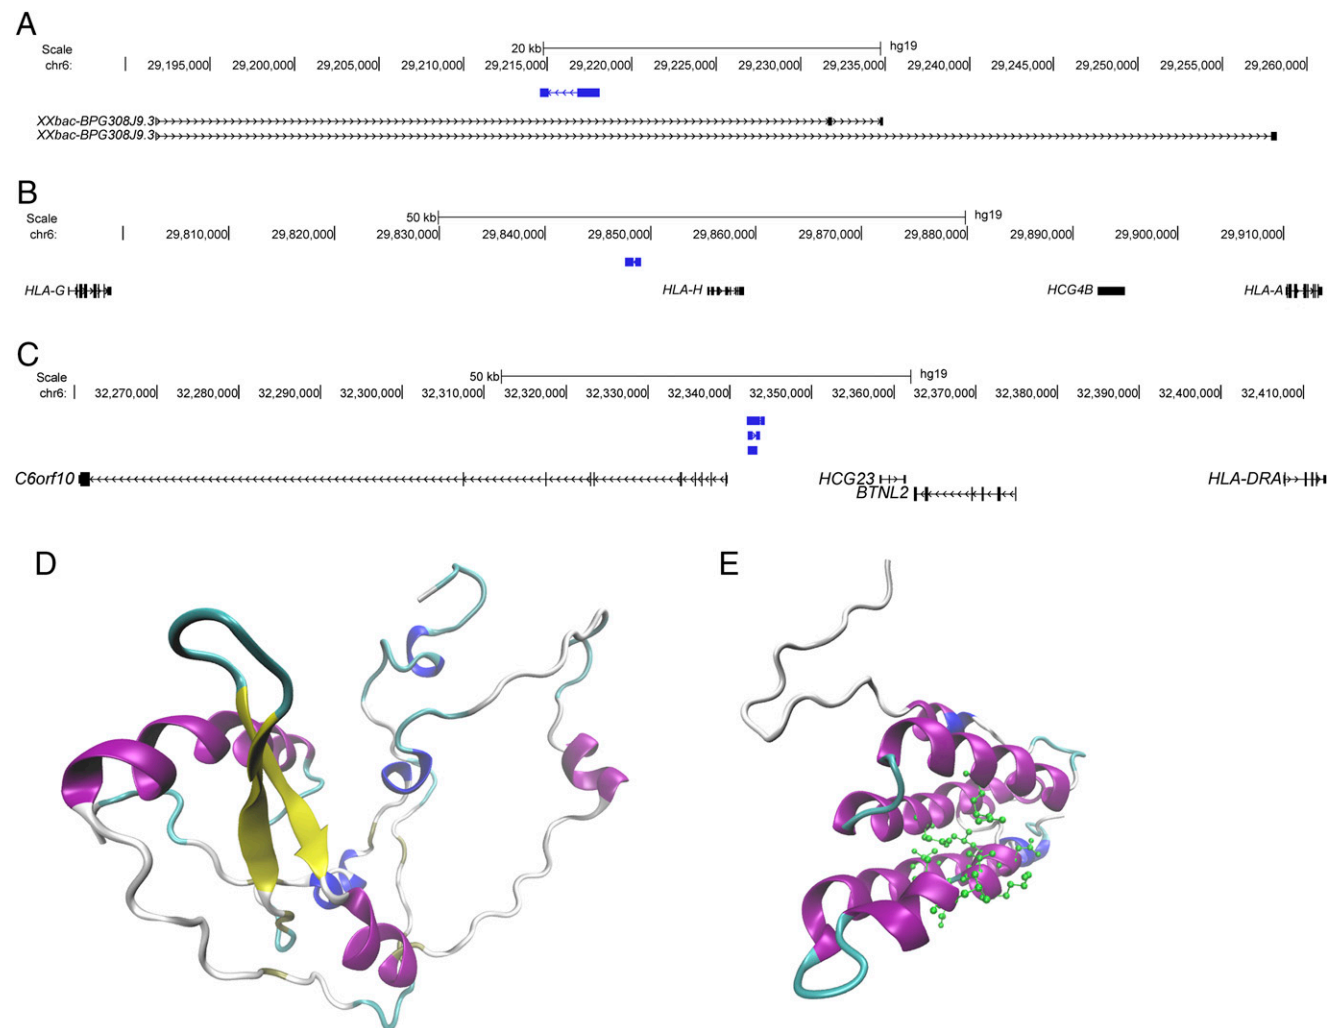 A
Scale 20 kb hg19
chr6: 29,195,000 29,200,000 29,205,000 29,210,000 29,215,000 29,220,000 29,225,000 29,230,000 29,235,000 29,240,000 29,245,000 29,250,000 29,255,000 29,260,000
XXbac-BPG308J9.3
XXbac-BPG308J9.3
B
Scale 50 kb hg19
chr6: 29,810,000 29,820,000 29,830,000 29,840,000 29,850,000 29,860,000 29,870,000 29,880,000 29,890,000 29,900,000 29,910,000
HLA-G HLA-H HCG4B HLA-A
C
Scale 50 kb hg19
chr6: 32,270,000 32,280,000 32,290,000 32,300,000 32,310,000 32,320,000 32,330,000 32,340,000 32,350,000 32,360,000 32,370,000 32,380,000 32,390,000 32,400,000 32,410,000
C6orf10 HCG23 HLA-DRA
BTNL2
D E